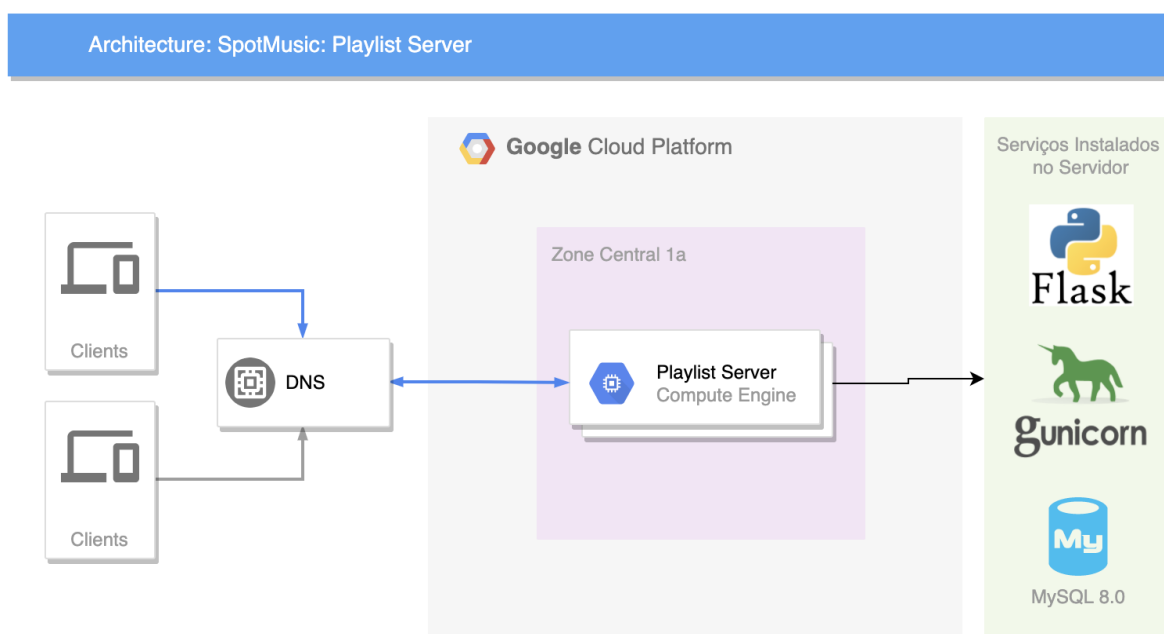 Architecture: SpotMusic: Playlist Server
Google Cloud Platform
Serviços Instalados
no Servidor
Zone Central 1a
Clients
DNS
Playlist Server
Compute Engine
Clients
Flask
gunicorn
My
MySQL 8.0